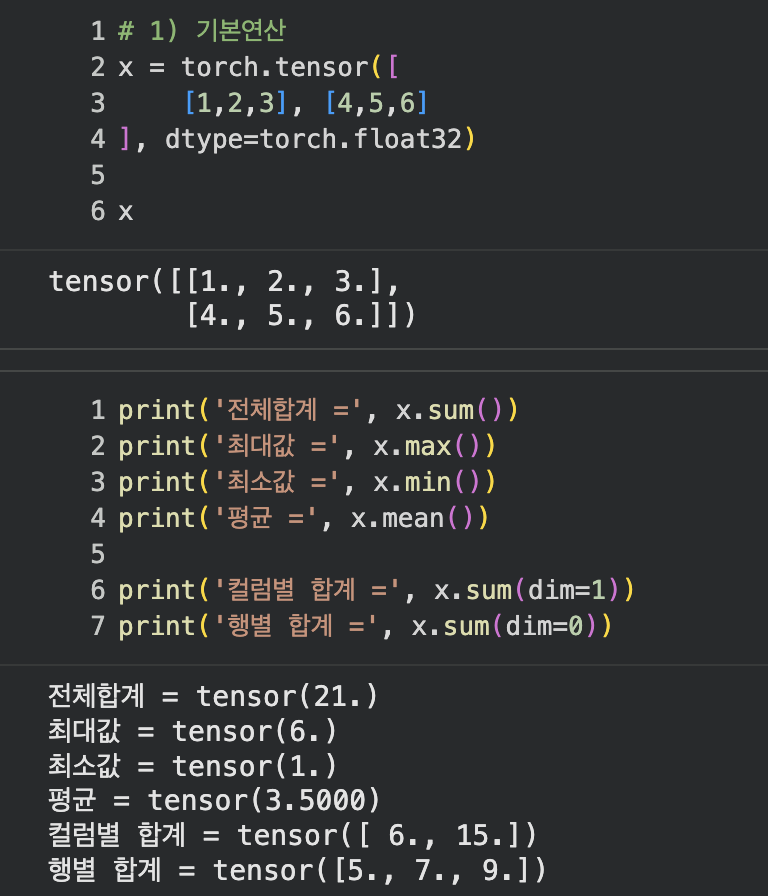 1 # 1) 기본연산
2 x = torch.tensor([
3     [1,2,3], [4,5,6]
4 ], dtype=torch.float32)
5
6 x
tensor([[1., 2., 3.],
        [4., 5., 6.]])
1 print('전체합계 =', x.sum())
2 print('최대값 =', x.max())
3 print('최소값 =', x.min())
4 print('평균 =', x.mean())
5
6 print('컬럼별 합계 =', x.sum(dim=1))
7 print('행별 합계 =', x.sum(dim=0))
전체합계 = tensor(21.)
최대값 = tensor(6.)
최소값 = tensor(1.)
평균 = tensor(3.5000)
컬럼별 합계 = tensor([ 6., 15.])
행별 합계 = tensor([5., 7., 9.])